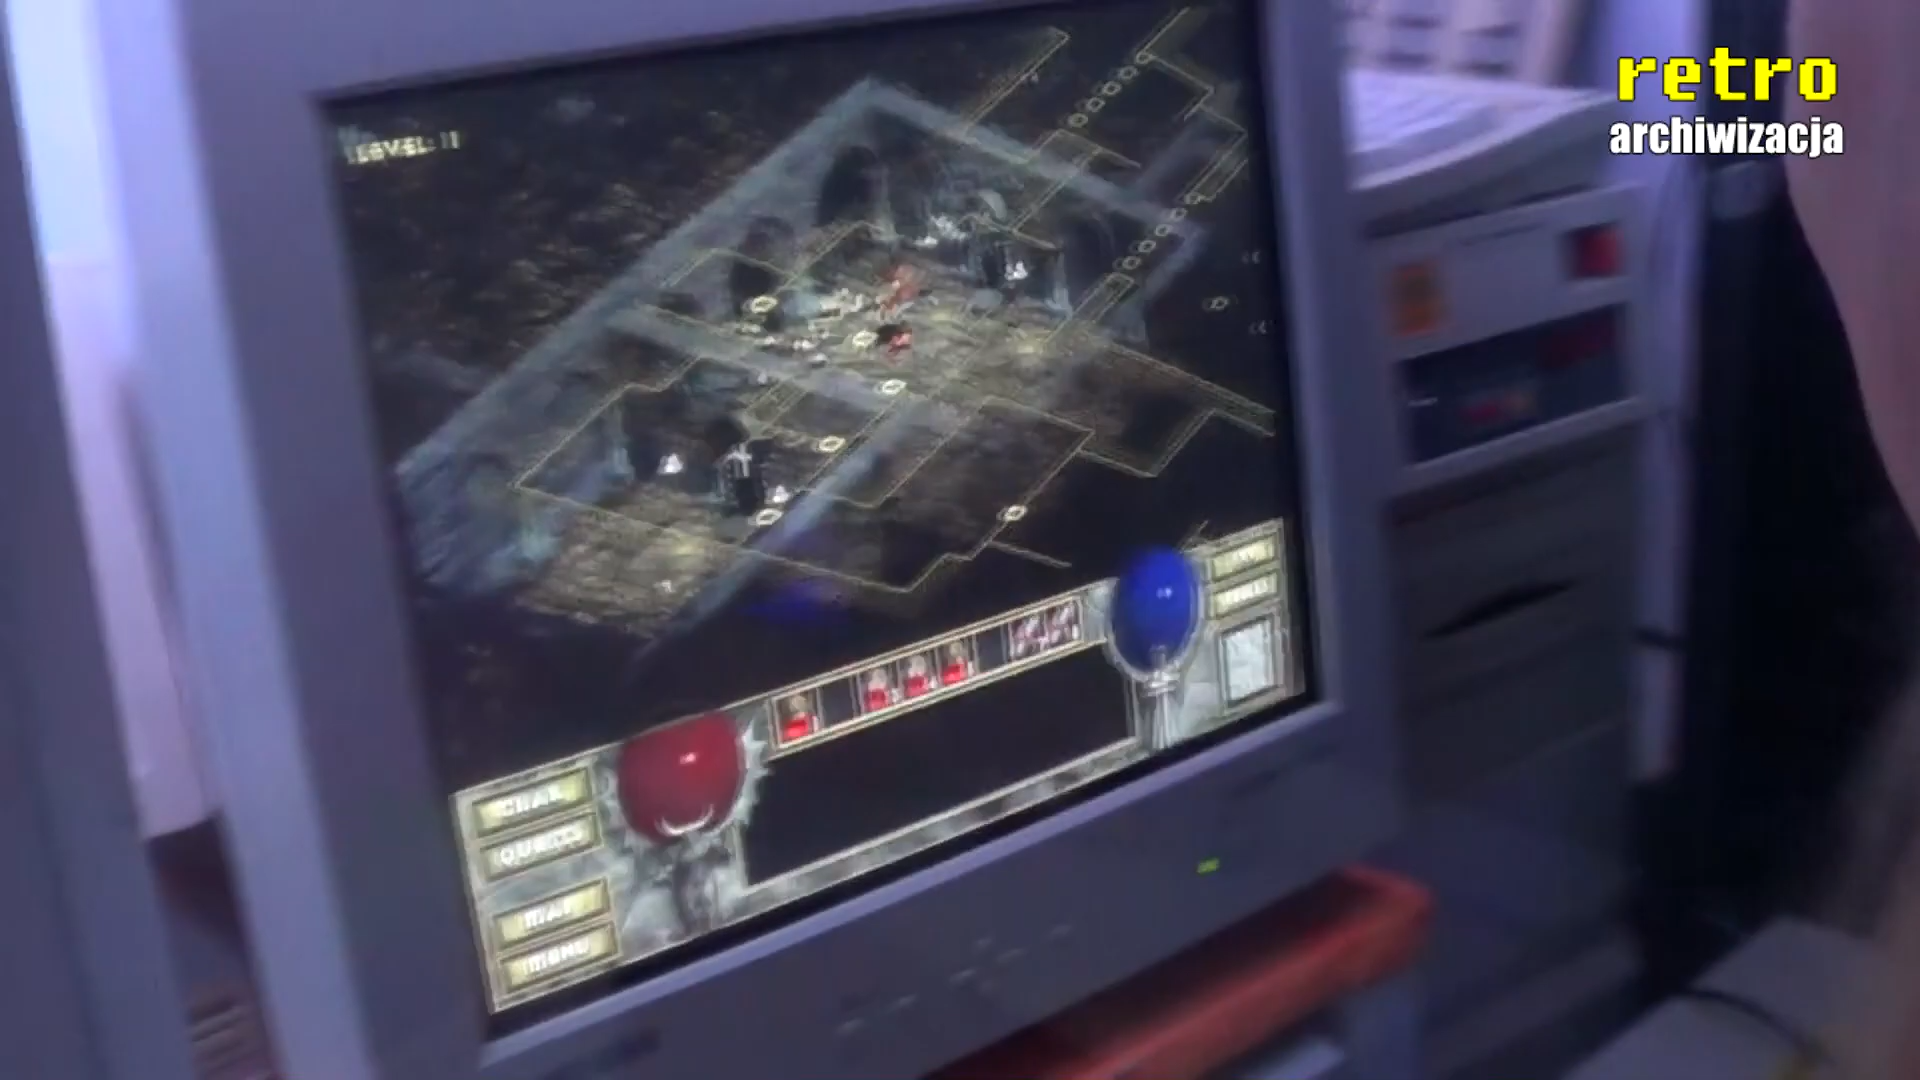 retro
archiwizacja
LEVEL: 11
CHAR
QUESTS
MAP
MENU